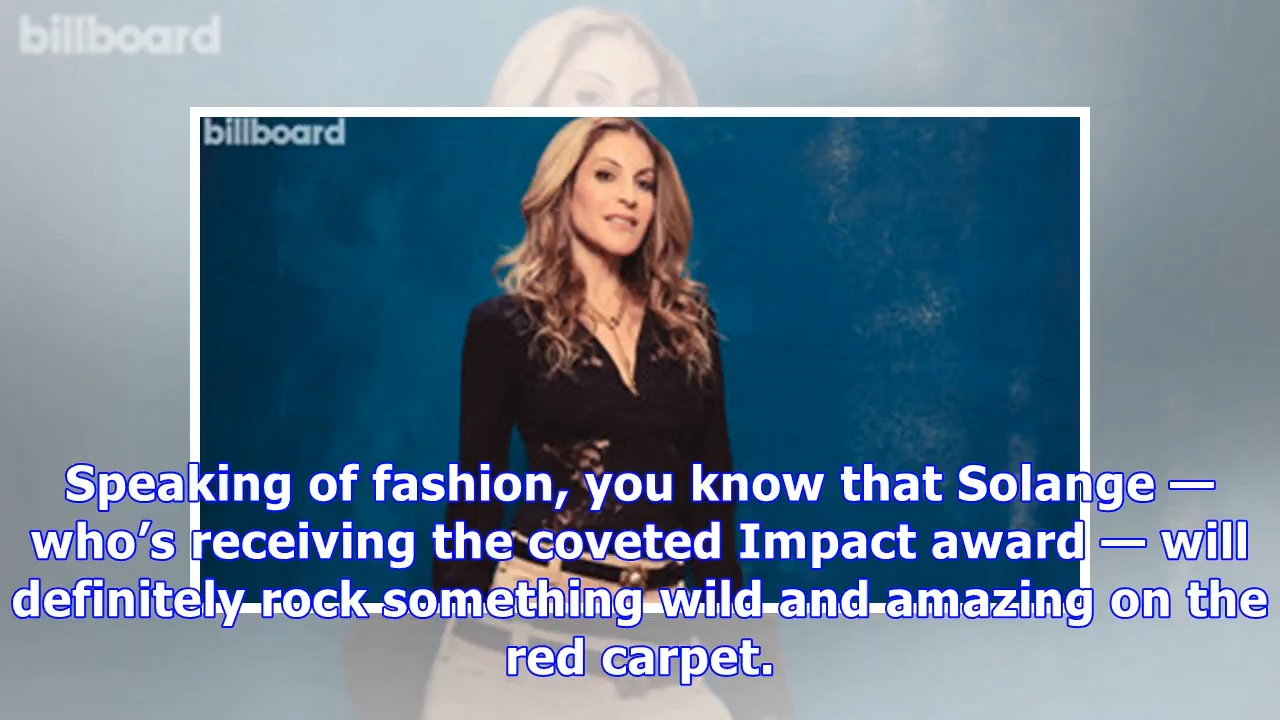 billboard
billboard
Speaking of fashion, you know that Solange —
who’s receiving the coveted Impact award — will
definitely rock something wild and amazing on the
red carpet.